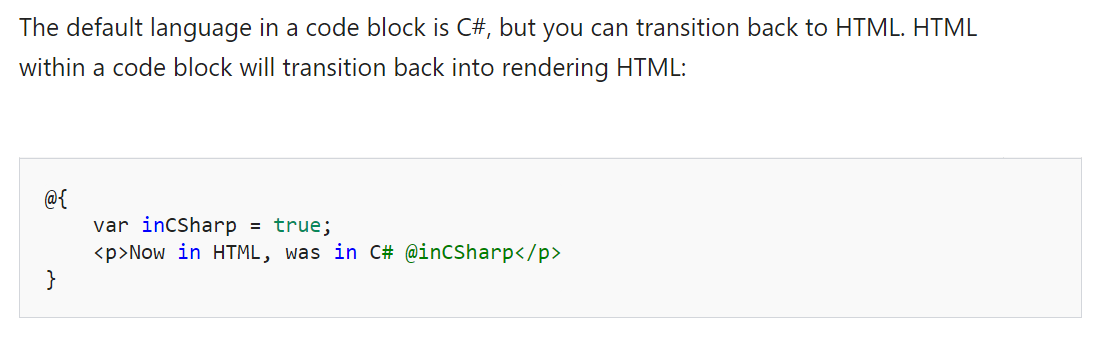 The default language in a code block is C#, but you can transition back to HTML. HTML
within a code block will transition back into rendering HTML:
@{
    var inCSharp = true;
    <p>Now in HTML, was in C# @inCSharp</p>
}